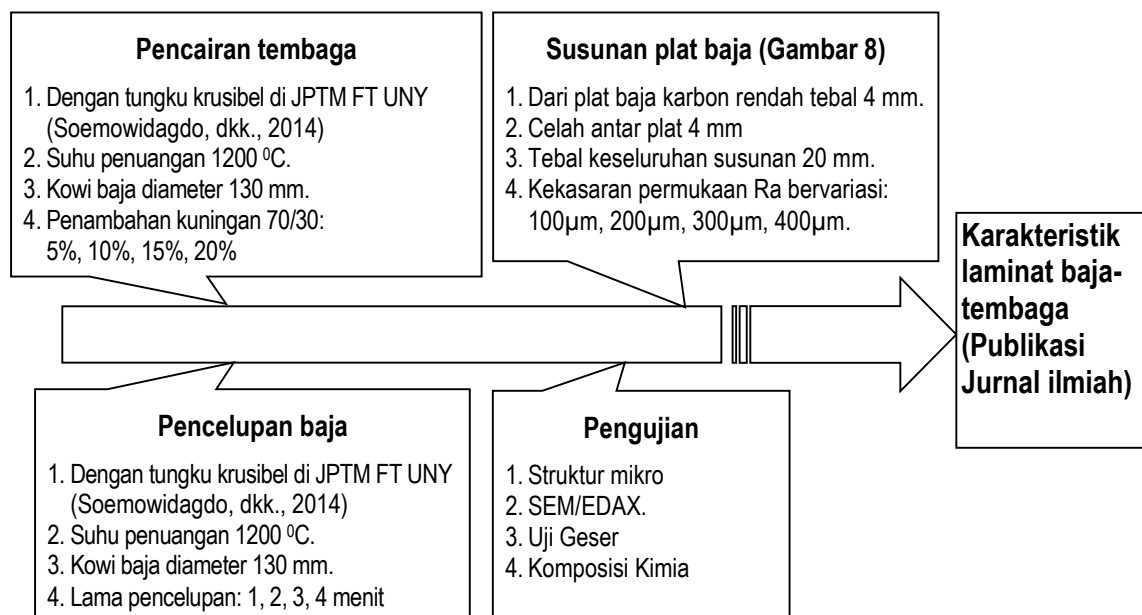 Pencairan tembaga
1. Dengan tungku krusibel di JPTM FT UNY
(Soemowidagdo, dkk., 2014)
2. Suhu penuangan 1200 ⁰C.
3. Kowi baja diameter 130 mm.
4. Penambahan kuningan 70/30:
5%, 10%, 15%, 20%
Susunan plat baja (Gambar 8)
1. Dari plat baja karbon rendah tebal 4 mm.
2. Celah antar plat 4 mm
3. Tebal keseluruhan susunan 20 mm.
4. Kekasaran permukaan Ra bervariasi:
100µm, 200µm, 300µm, 400µm.
Karakteristik
laminat baja-
tembaga
(Publikasi
Jurnal ilmiah)
Pencelupan baja
1. Dengan tungku krusibel di JPTM FT UNY
(Soemowidagdo, dkk., 2014)
2. Suhu penuangan 1200 ⁰C.
3. Kowi baja diameter 130 mm.
4. Lama pencelupan: 1, 2, 3, 4 menit
Pengujian
1. Struktur mikro
2. SEM/EDAX.
3. Uji Geser
4. Komposisi Kimia